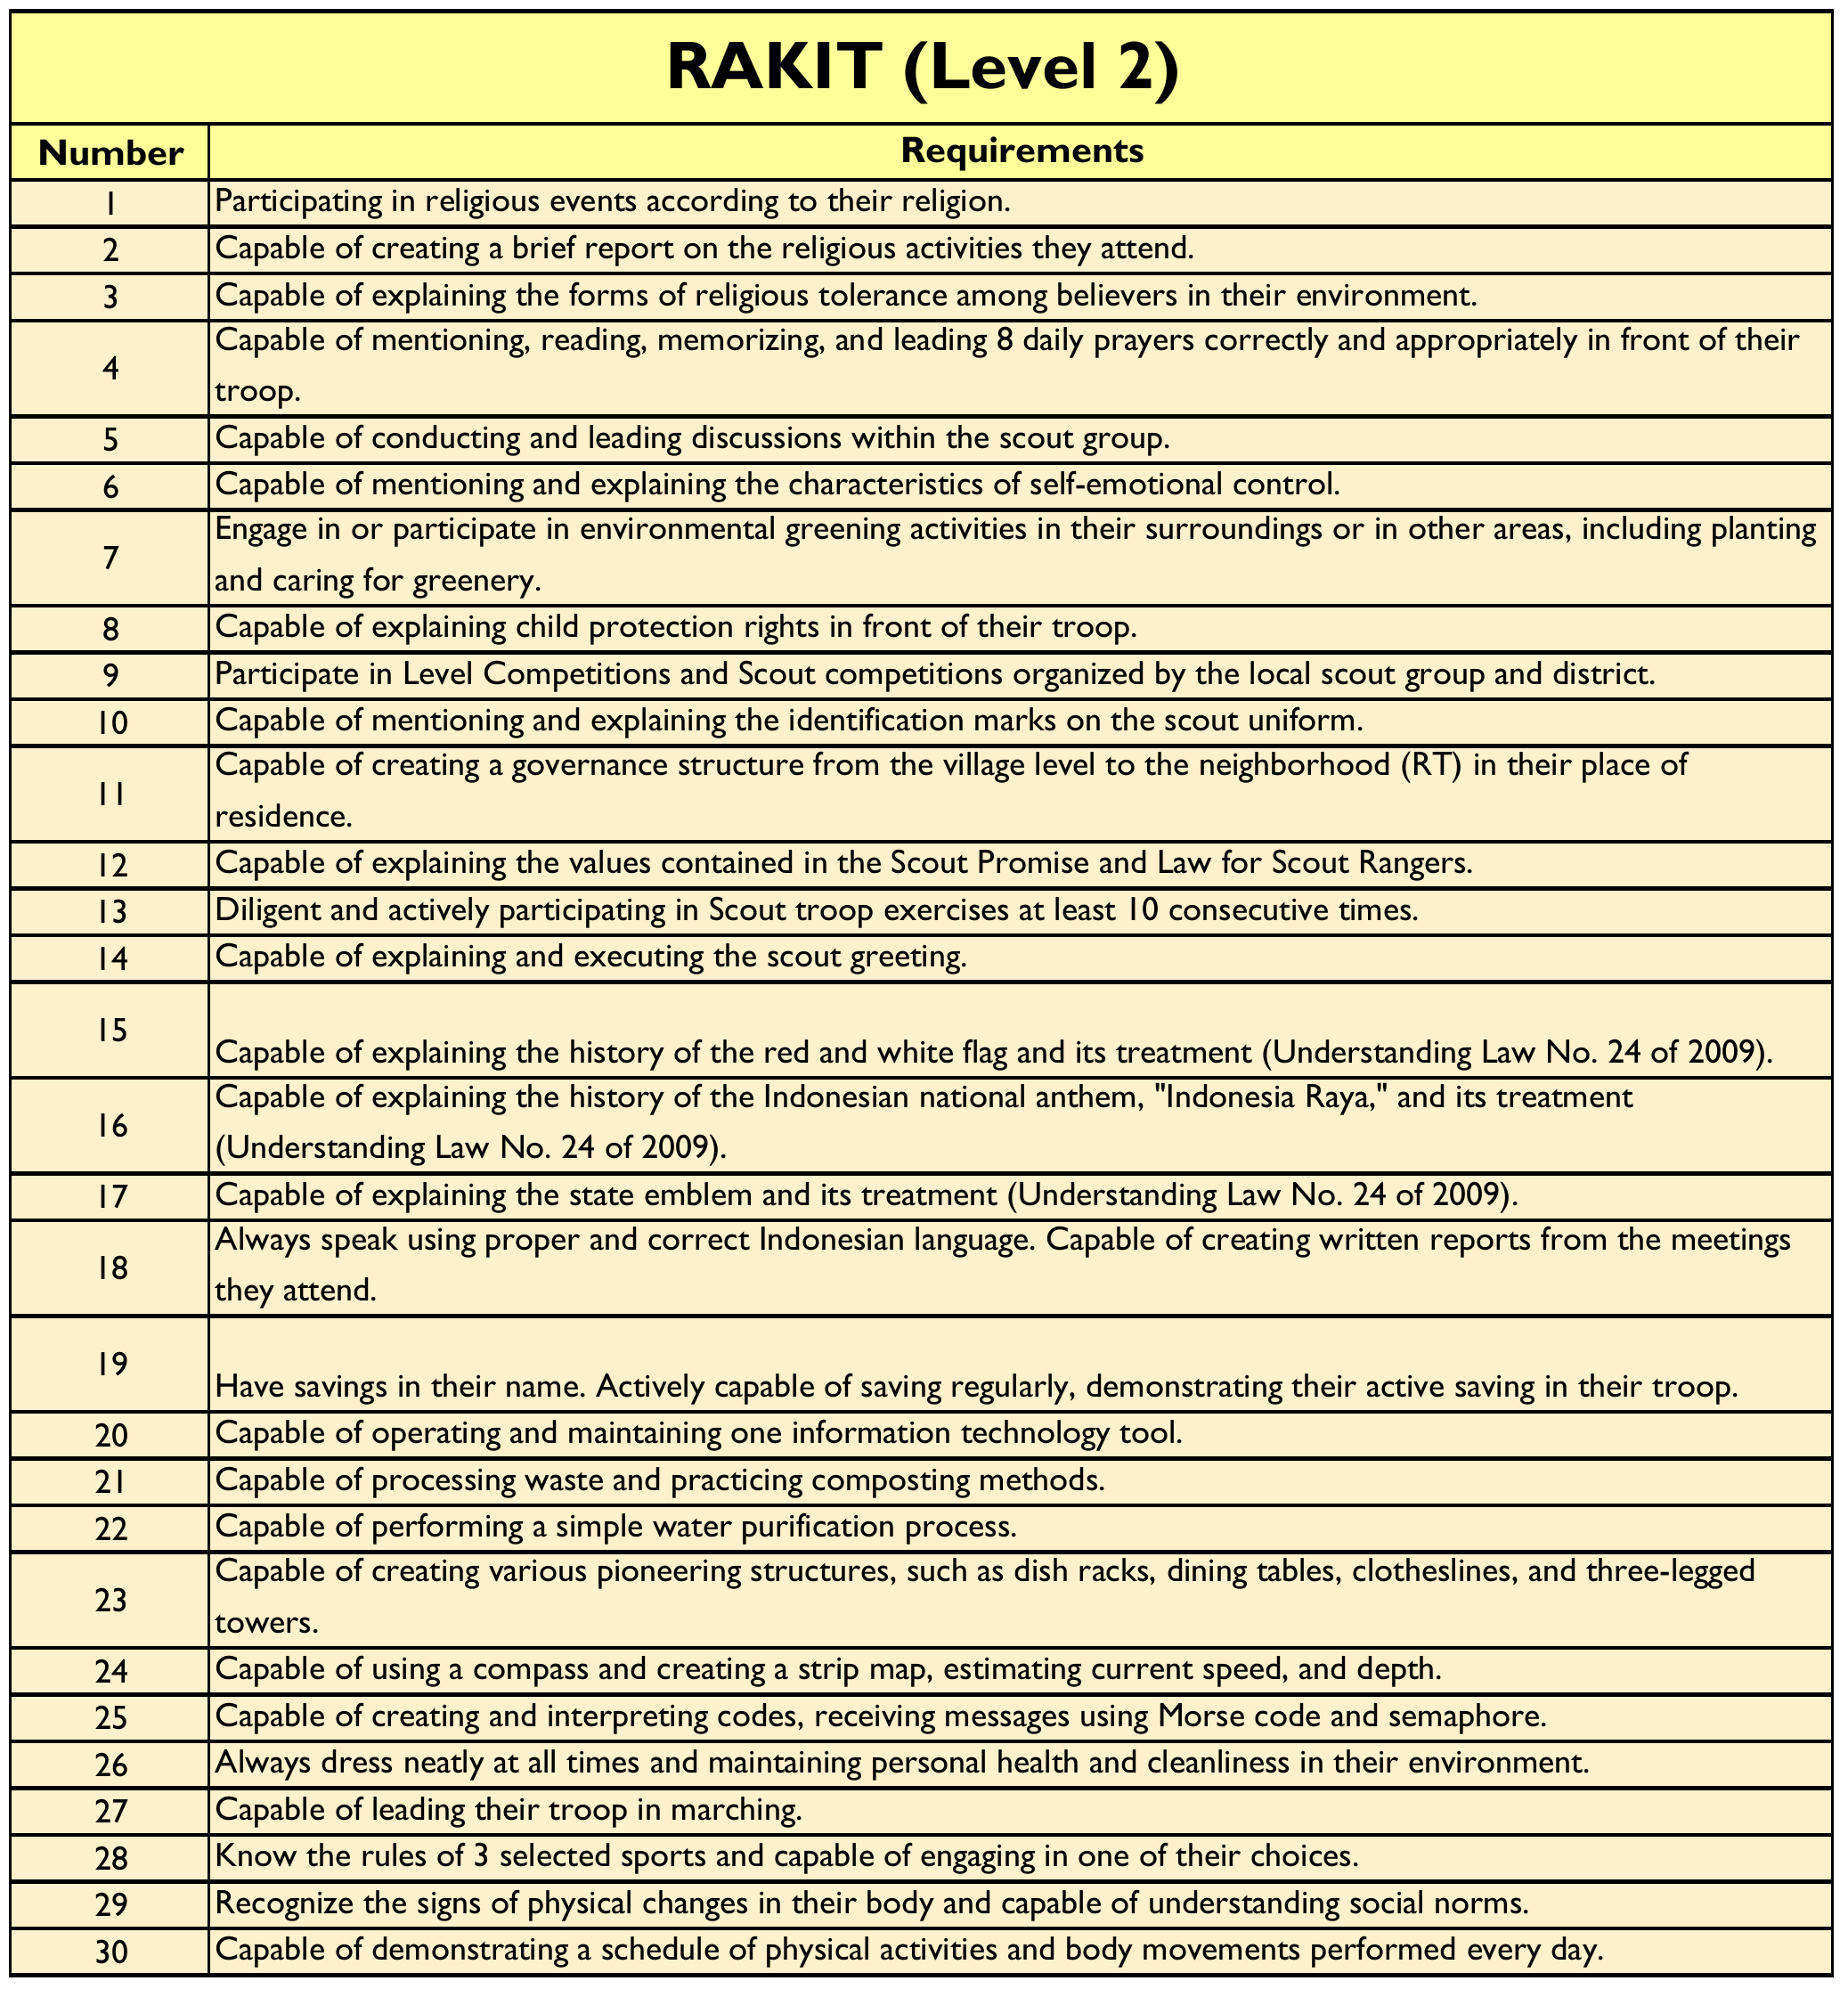 RAKIT (Level 2)
Number Requirements
1 Participating in religious events according to their religion.
2 Capable of creating a brief report on the religious activities they attend.
3 Capable of explaining the forms of religious tolerance among believers in their environment.
4 Capable of mentioning, reading, memorizing, and leading 8 daily prayers correctly and appropriately in front of their
troop.
5 Capable of conducting and leading discussions within the scout group.
6 Capable of mentioning and explaining the characteristics of self-emotional control.
7 Engage in or participate in environmental greening activities in their surroundings or in other areas, including planting
and caring for greenery.
8 Capable of explaining child protection rights in front of their troop.
9 Participate in Level Competitions and Scout competitions organized by the local scout group and district.
10 Capable of mentioning and explaining the identification marks on the scout uniform.
11 Capable of creating a governance structure from the village level to the neighborhood (RT) in their place of
residence.
12 Capable of explaining the values contained in the Scout Promise and Law for Scout Rangers.
13 Diligent and actively participating in Scout troop exercises at least 10 consecutive times.
14 Capable of explaining and executing the scout greeting.
15 Capable of explaining the history of the red and white flag and its treatment (Understanding Law No. 24 of 2009).
16 Capable of explaining the history of the Indonesian national anthem, "Indonesia Raya," and its treatment
(Understanding Law No. 24 of 2009).
17 Capable of explaining the state emblem and its treatment (Understanding Law No. 24 of 2009).
18 Always speak using proper and correct Indonesian language. Capable of creating written reports from the meetings
they attend.
19 Have savings in their name. Actively capable of saving regularly, demonstrating their active saving in their troop.
20 Capable of operating and maintaining one information technology tool.
21 Capable of processing waste and practicing composting methods.
22 Capable of performing a simple water purification process.
23 Capable of creating various pioneering structures, such as dish racks, dining tables, clotheslines, and three-legged
towers.
24 Capable of using a compass and creating a strip map, estimating current speed, and depth.
25 Capable of creating and interpreting codes, receiving messages using Morse code and semaphore.
26 Always dress neatly at all times and maintaining personal health and cleanliness in their environment.
27 Capable of leading their troop in marching.
28 Know the rules of 3 selected sports and capable of engaging in one of their choices.
29 Recognize the signs of physical changes in their body and capable of understanding social norms.
30 Capable of demonstrating a schedule of physical activities and body movements performed every day.